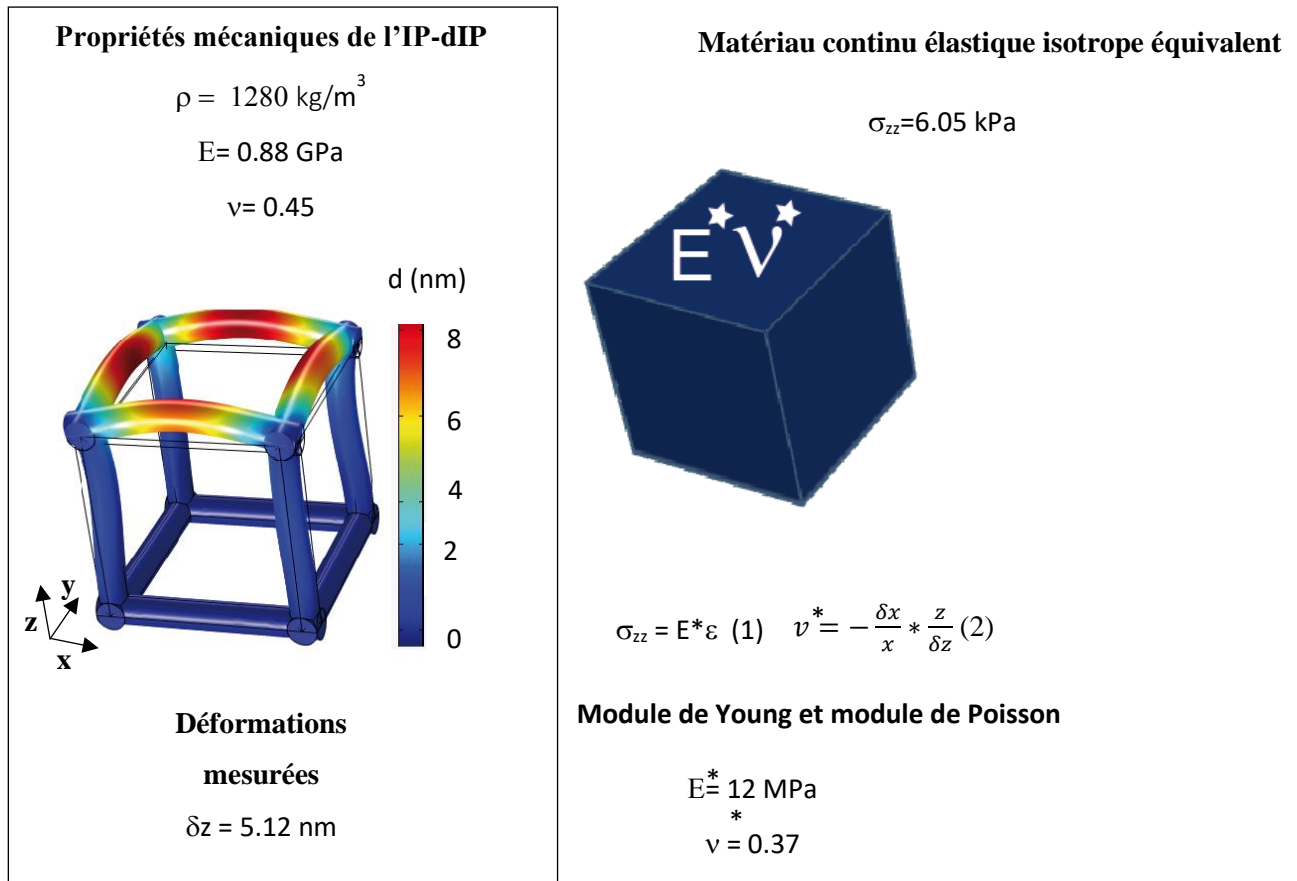 Propriétés mécaniques de l'IP-dIP
ρ = 1280 kg/m³
E= 0.88 GPa
ν= 0.45
d (nm)
8
6
4
2
0
z
y
x
Déformations
mesurées
δz = 5.12 nm
Matériau continu élastique isotrope équivalent
σzz=6.05 kPa
E* ν*
σzz = E*ε (1) ν* = − δx/x * z/δz (2)
Module de Young et module de Poisson
E* = 12 MPa
ν* = 0.37